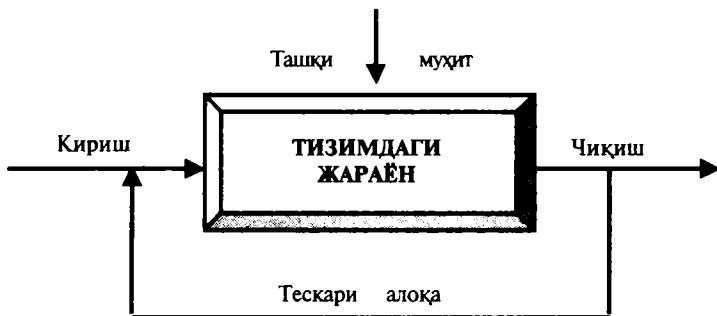 Ташқи муҳит
Кириш
ТИЗИМДАГИ
ЖАРАЁН
Чиқиш
Тескари алоқа